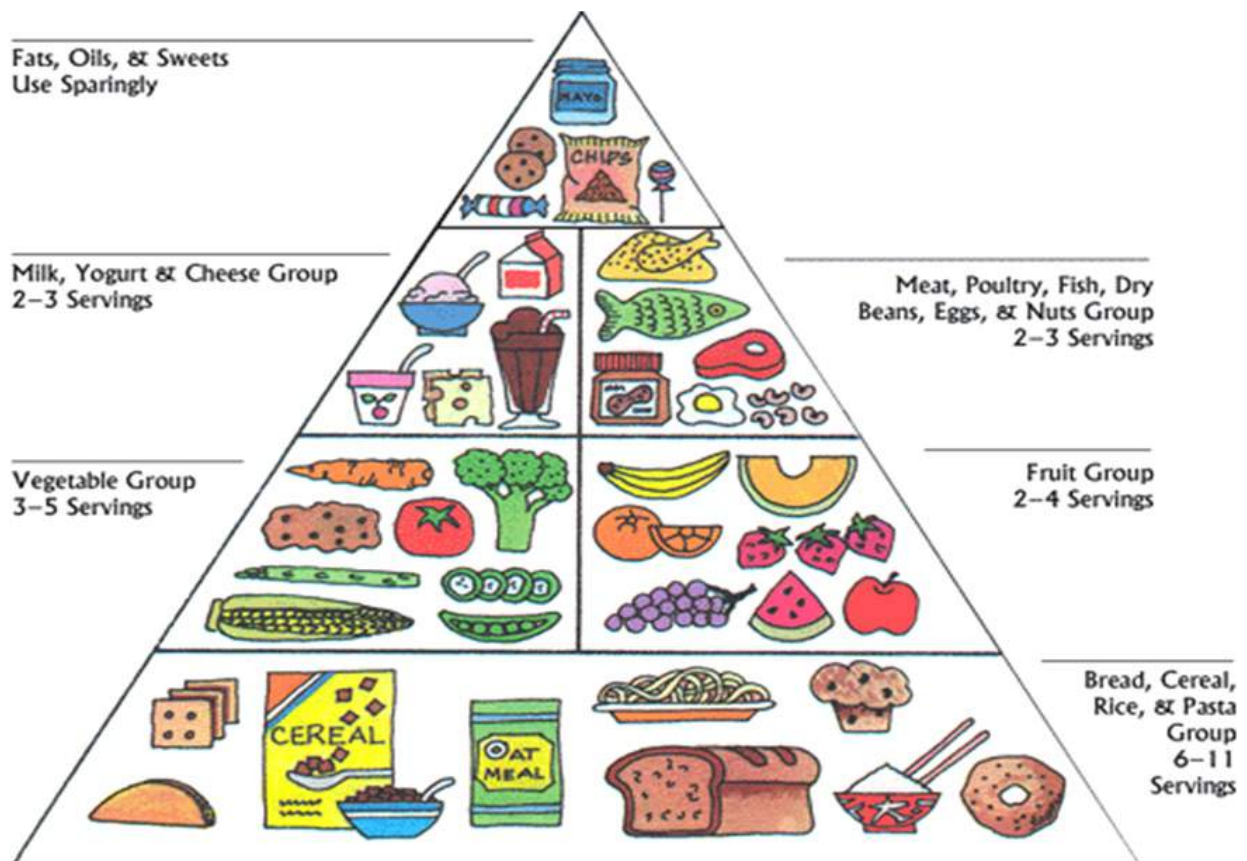 Fats, Oils, & Sweets
Use Sparingly
MAYO
CHIPS
Milk, Yogurt & Cheese Group
2–3 Servings
Meat, Poultry, Fish, Dry
Beans, Eggs, & Nuts Group
2–3 Servings
Vegetable Group
3–5 Servings
Fruit Group
2–4 Servings
Bread, Cereal,
Rice, & Pasta
Group
6–11
Servings
CEREAL
OAT
MEAL